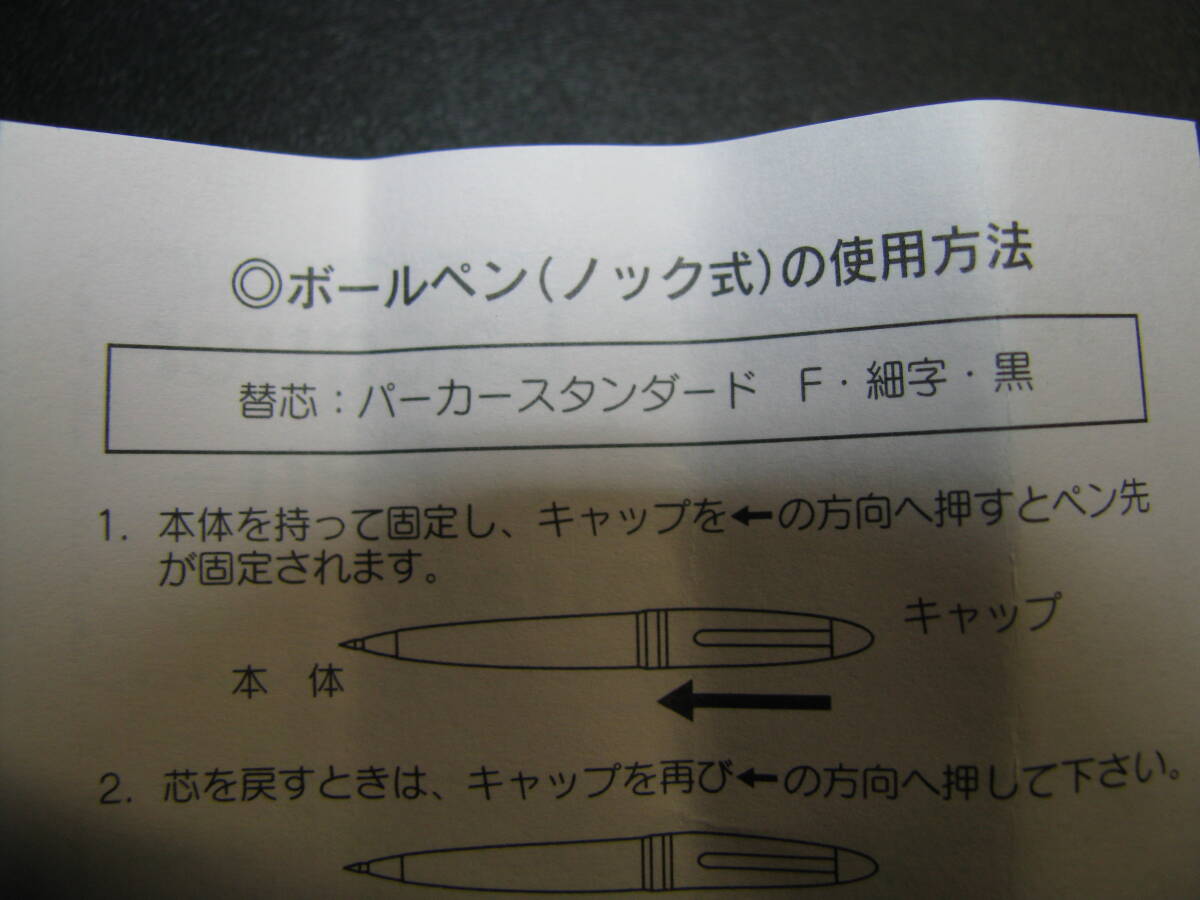 ◎ボールペン(ノック式)の使用方法
替芯：パーカースタンダード　F・細字・黒
1. 本体を持って固定し、キャップを←の方向へ押すとペン先
が固定されます。
キャップ
本　体
2. 芯を戻すときは、キャップを再び←の方向へ押して下さい。